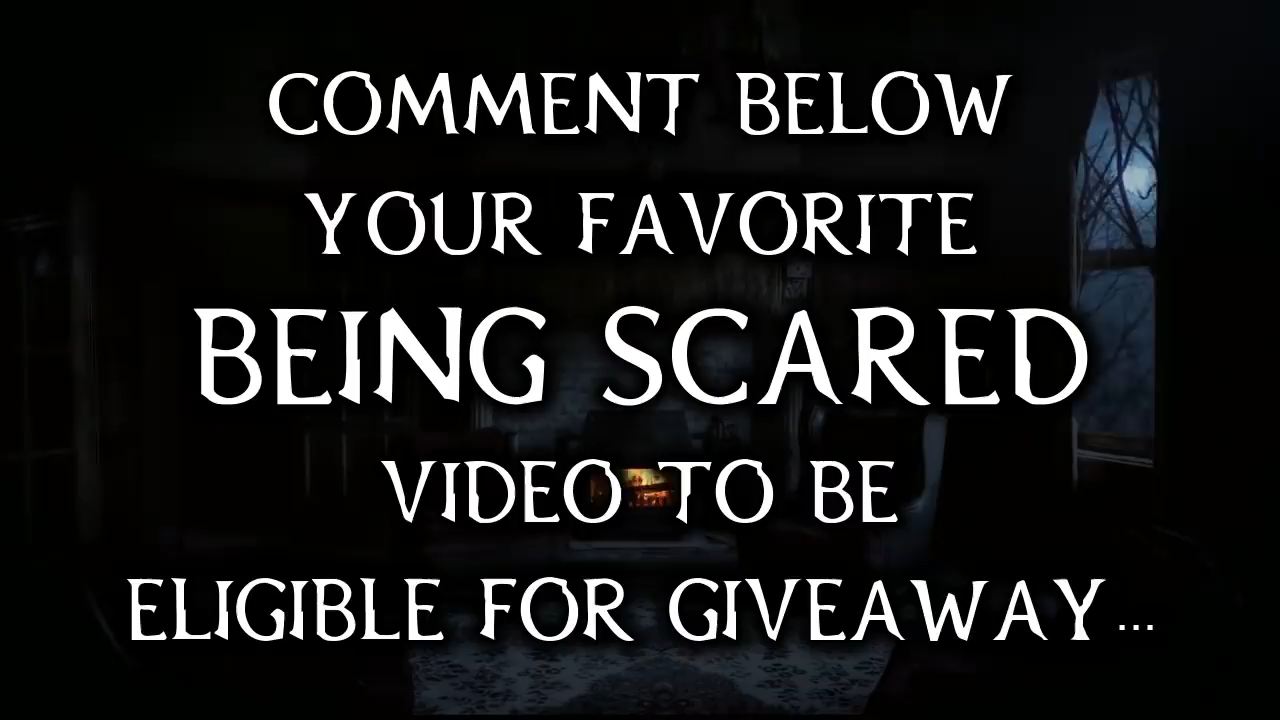 COMMENT BELOW
YOUR FAVORITE
BEING SCARED
VIDEO TO BE
ELIGIBLE FOR GIVEAWAY...